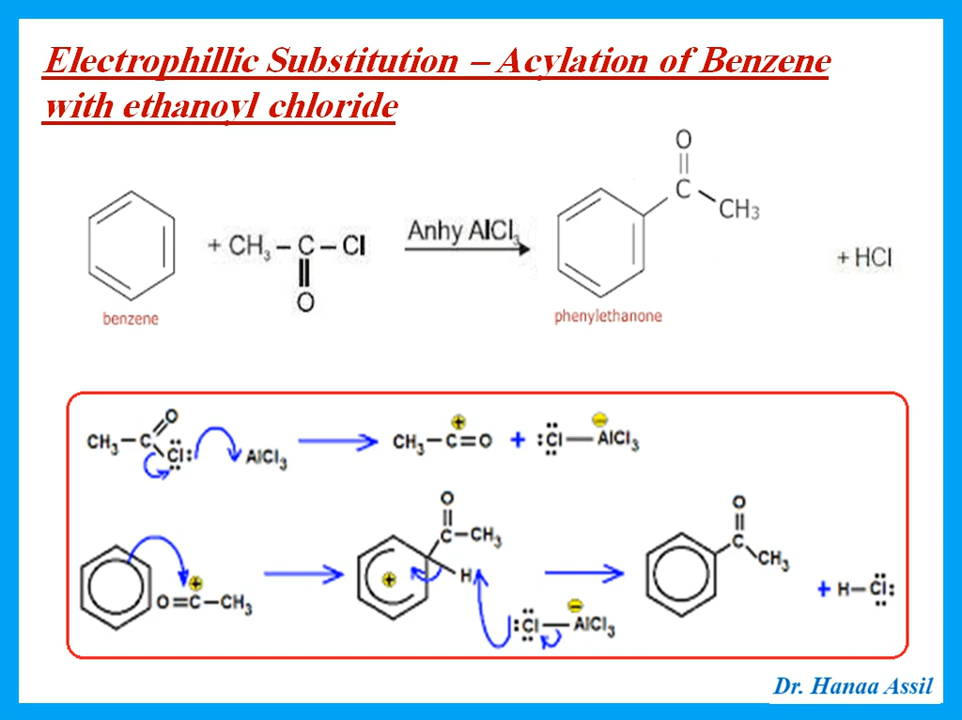 Electrophillic Substitution – Acylation of Benzene
with ethanoyl chloride
O
C
CH3
+ CH3 – C – Cl
O
Anhy AlCl3
+ HCl
benzene
phenylethanone
O
CH3–C
Cl:
AlCl3
+
CH3–C=O + :Cl–AlCl3
–
O
C–CH3
H
+
+
O=C–CH3
–
:Cl–AlCl3
O
C
CH3
+ H–Cl:
Dr. Hanaa Assil